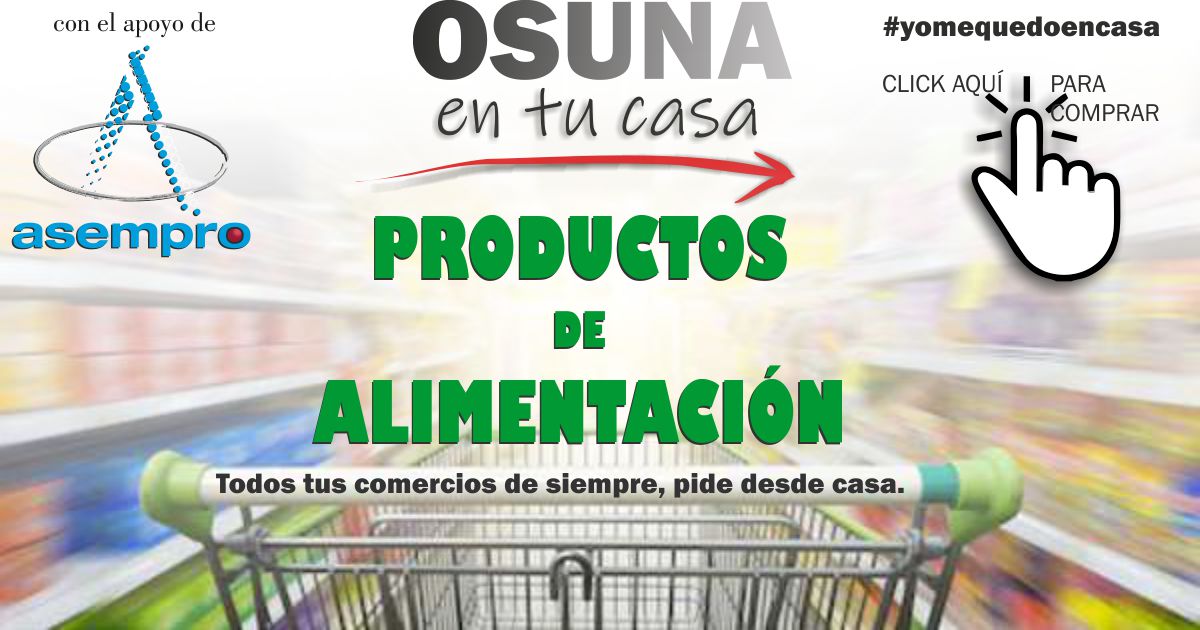 con el apoyo de
asempro
OSUNA
en tu casa
#yomequedoencasa
CLICK AQUÍ PARA
COMPRAR
PRODUCTOS
DE
ALIMENTACIÓN
Todos tus comercios de siempre, pide desde casa.